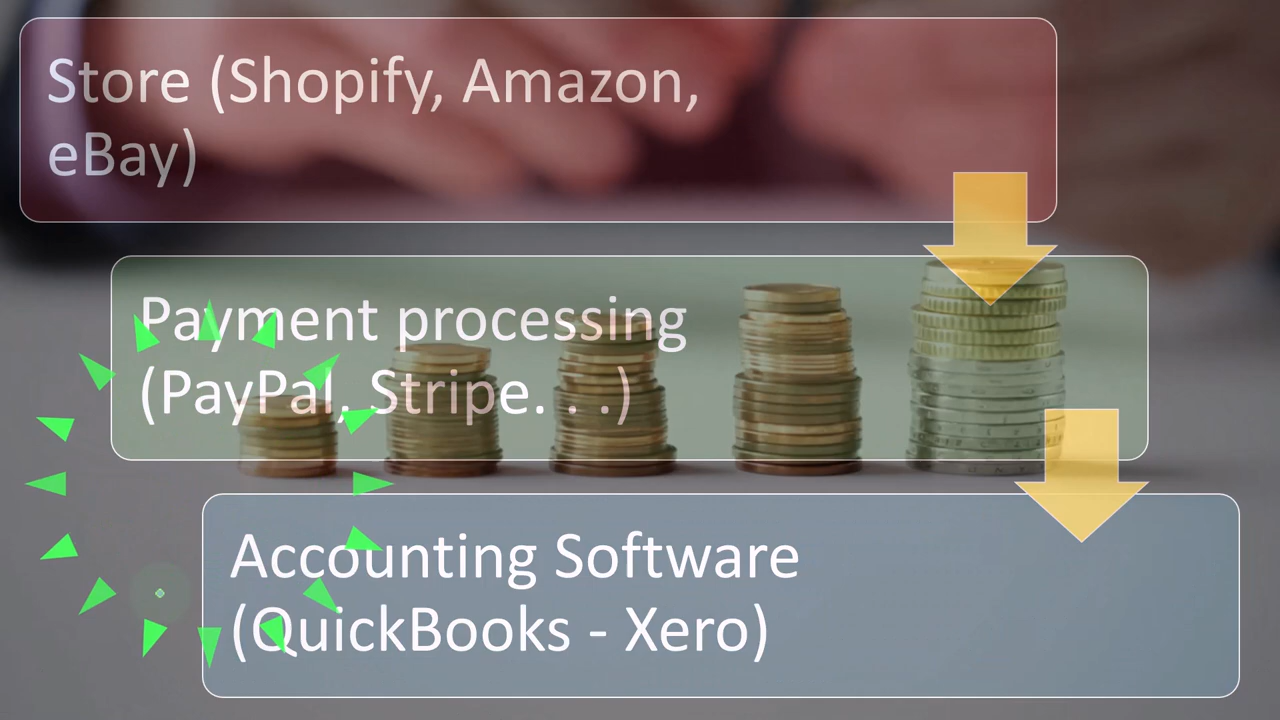 Store (Shopify, Amazon,
eBay)
Payment processing
(PayPal, Stripe. . .)
Accounting Software
(QuickBooks - Xero)